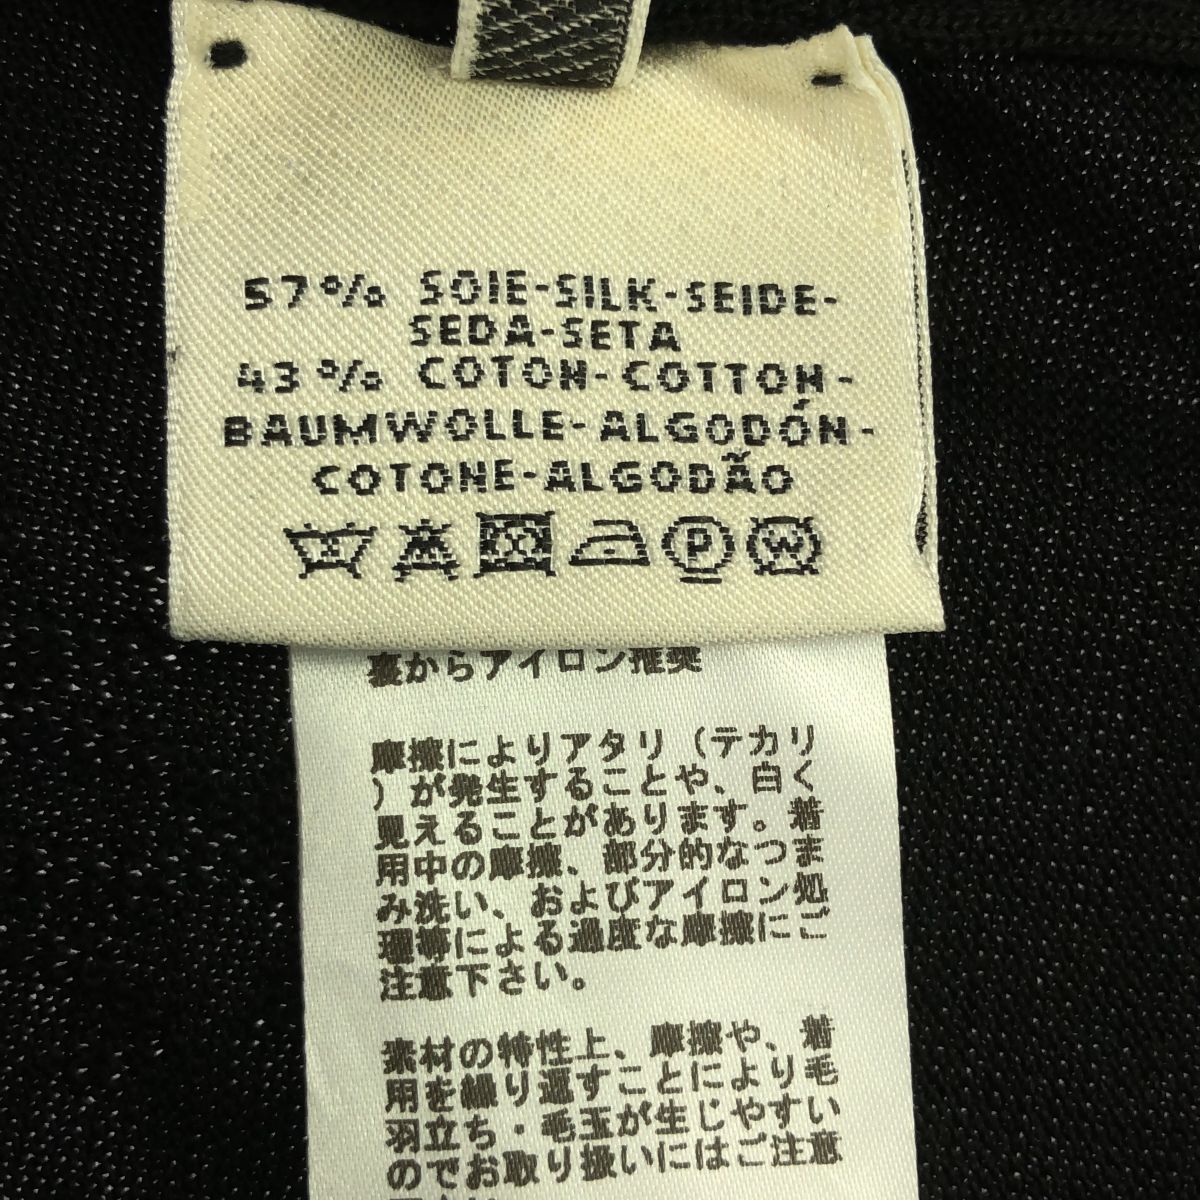 57% SOIE-SILK-SEIDE-
SEDA-SETA
43% COTON-COTTON-
BAUMWOLLE-ALGODÓN-
COTONE-ALGODÃO
P W
裏からアイロン推奨
摩擦によりアタリ（テカリ
）が発生することや、白く
見えることがあります。着
用中の摩擦、部分的なつま
み洗い、およびアイロン処
理等による過度な摩擦にご
注意下さい。
素材の特性上、摩擦や、着
用を繰り返すことにより毛
羽立ち・毛玉が生じやすい
のでお取り扱いにはご注意